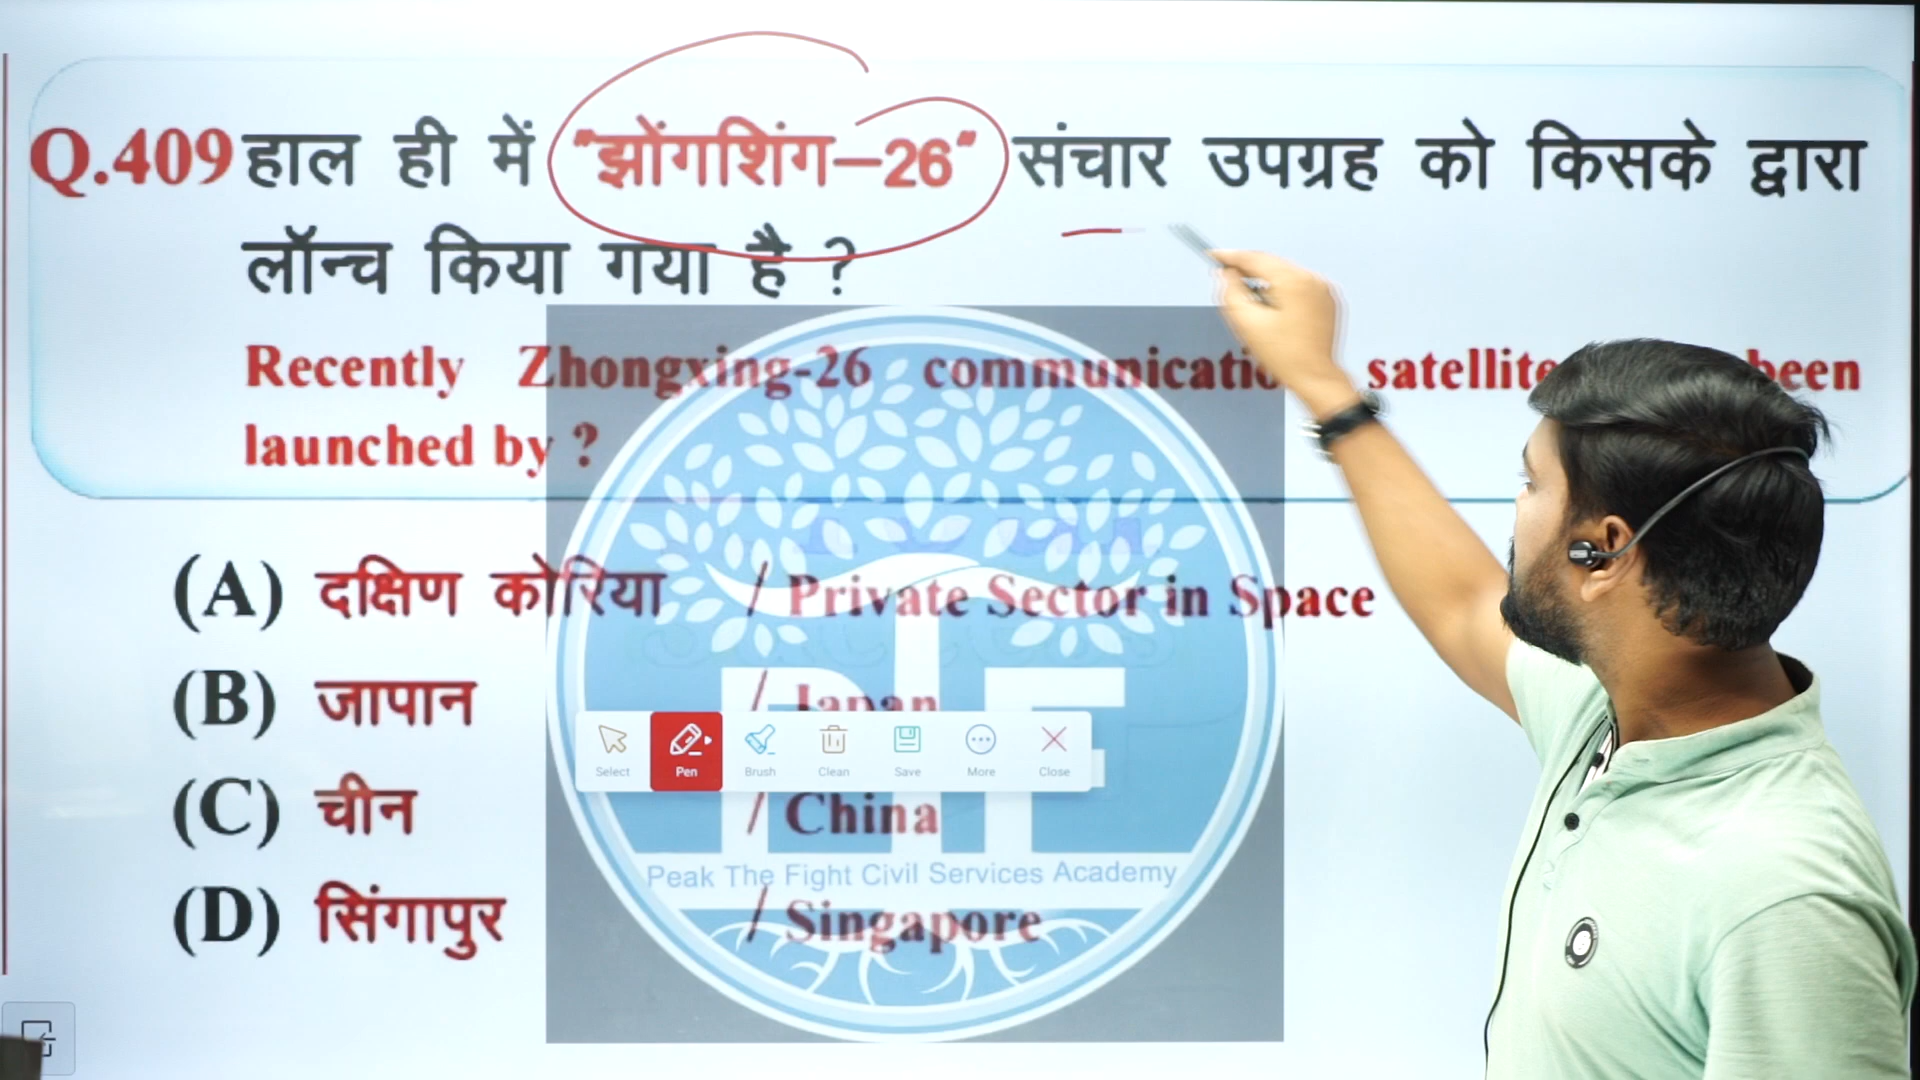 Q.409 हाल ही में "झोंगशिंग–26" संचार उपग्रह को किसके द्वारा
लॉन्च किया गया है ?
Recently Zhongxing-26 communicatio satellite been
launched by ?
(A) दक्षिण कोरिया / Private Sector in Space
(B) जापान / Japan
Select Pen Brush Clean Save More Close
(C) चीन / China
Peak The Fight Civil Services Academy
(D) सिंगापुर / Singapore